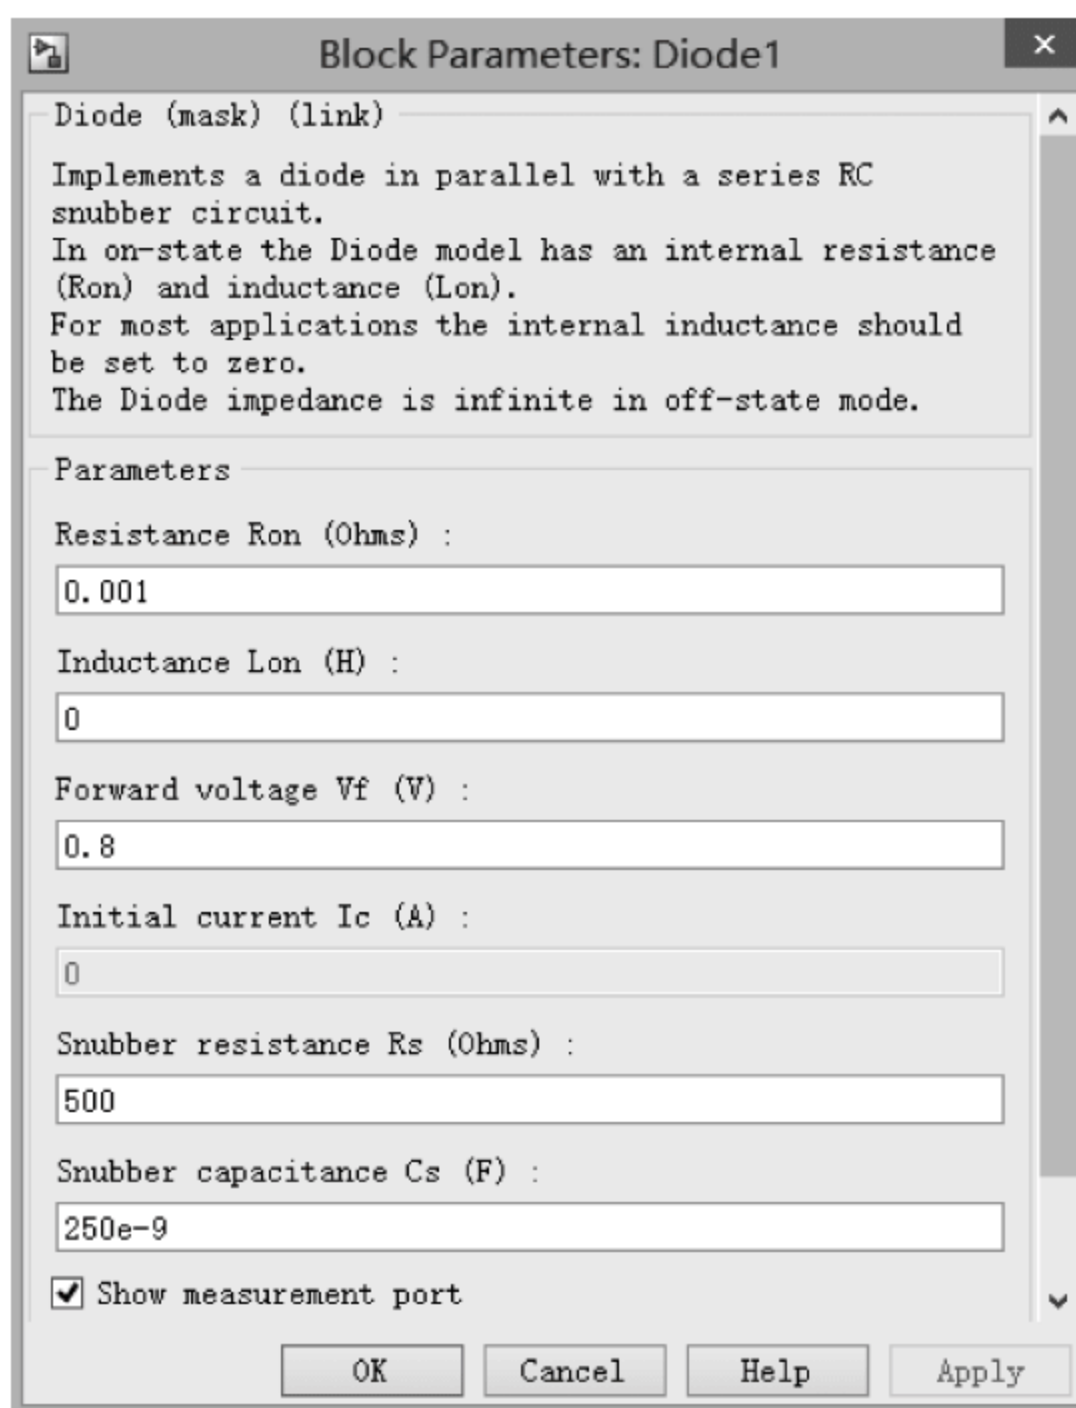 Block Parameters: Diode1
Diode (mask) (link)
Implements a diode in parallel with a series RC
snubber circuit.
In on-state the Diode model has an internal resistance
(Ron) and inductance (Lon).
For most applications the internal inductance should
be set to zero.
The Diode impedance is infinite in off-state mode.
Parameters
Resistance Ron (Ohms) :
0.001
Inductance Lon (H) :
0
Forward voltage Vf (V) :
0.8
Initial current Ic (A) :
0
Snubber resistance Rs (Ohms) :
500
Snubber capacitance Cs (F) :
250e-9
Show measurement port
OK Cancel Help Apply